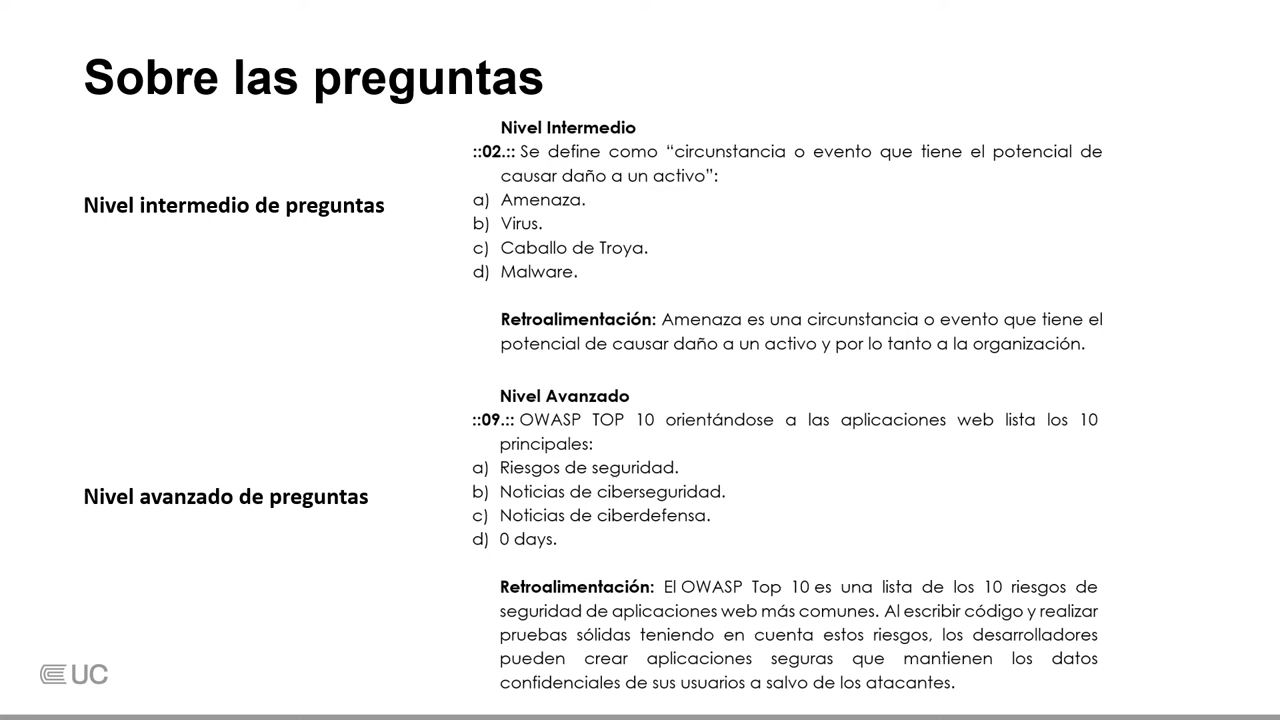 Sobre las preguntas
Nivel intermedio de preguntas
Nivel Intermedio
::02.:: Se define como “circunstancia o evento que tiene el potencial de
causar daño a un activo”:
a) Amenaza.
b) Virus.
c) Caballo de Troya.
d) Malware.
Retroalimentación: Amenaza es una circunstancia o evento que tiene el
potencial de causar daño a un activo y por lo tanto a la organización.
Nivel avanzado de preguntas
Nivel Avanzado
::09.:: OWASP TOP 10 orientándose a las aplicaciones web lista los 10
principales:
a) Riesgos de seguridad.
b) Noticias de ciberseguridad.
c) Noticias de ciberdefensa.
d) 0 days.
Retroalimentación: El OWASP Top 10 es una lista de los 10 riesgos de
seguridad de aplicaciones web más comunes. Al escribir código y realizar
pruebas sólidas teniendo en cuenta estos riesgos, los desarrolladores
pueden crear aplicaciones seguras que mantienen los datos
confidenciales de sus usuarios a salvo de los atacantes.
UC